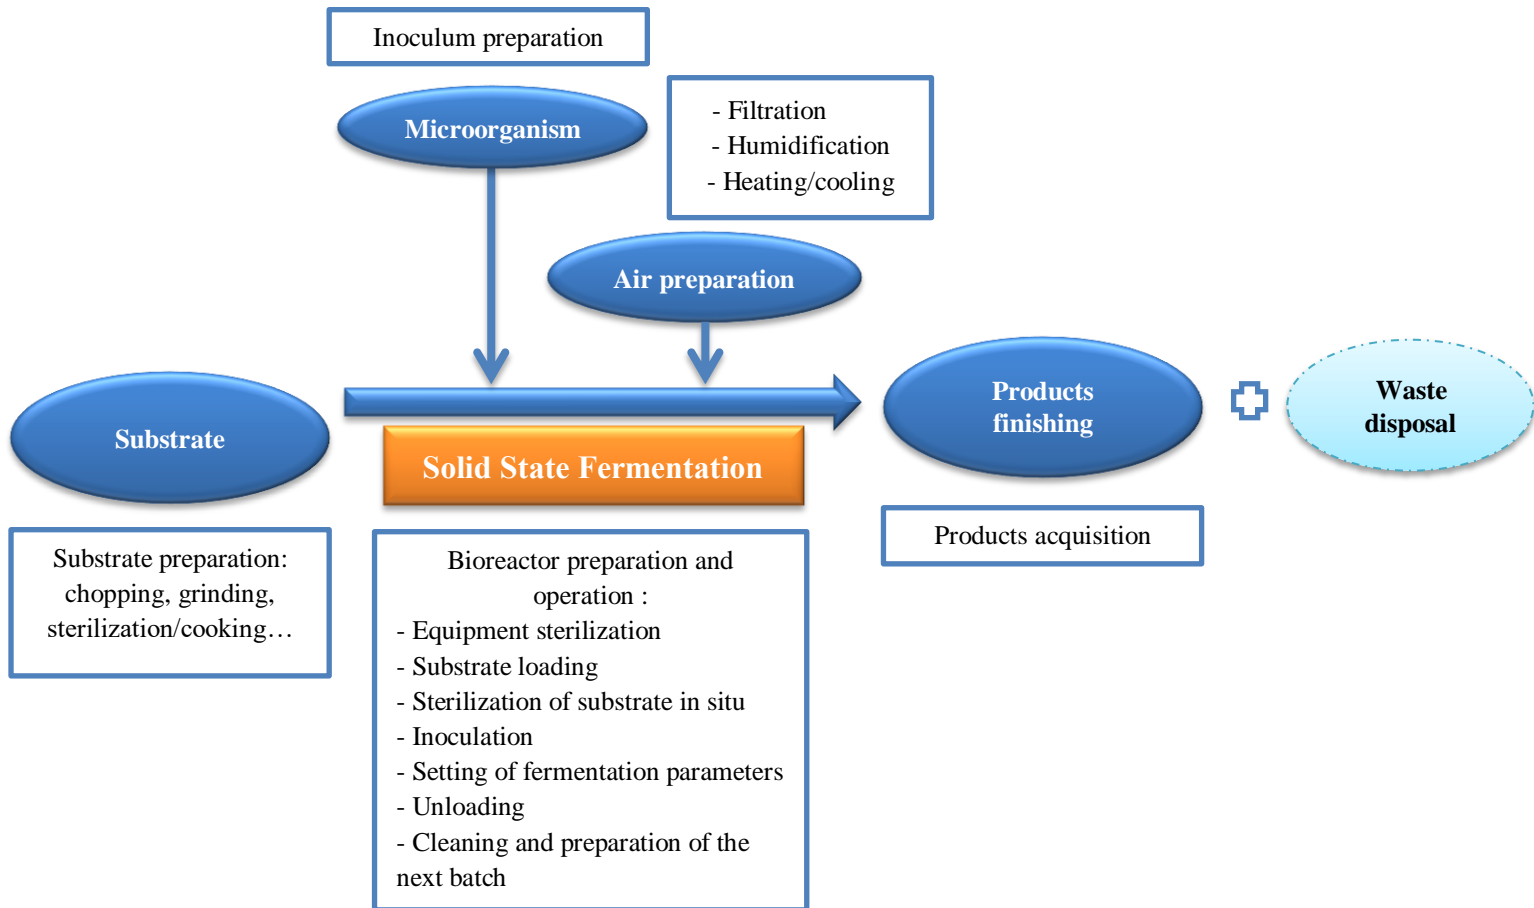 Inoculum preparation
Microorganism
- Filtration
- Humidification
- Heating/cooling
Air preparation
Substrate
Solid State Fermentation
Products
finishing
Waste
disposal
Substrate preparation:
chopping, grinding,
sterilization/cooking…
Bioreactor preparation and
operation :
- Equipment sterilization
- Substrate loading
- Sterilization of substrate in situ
- Inoculation
- Setting of fermentation parameters
- Unloading
- Cleaning and preparation of the
next batch
Products acquisition